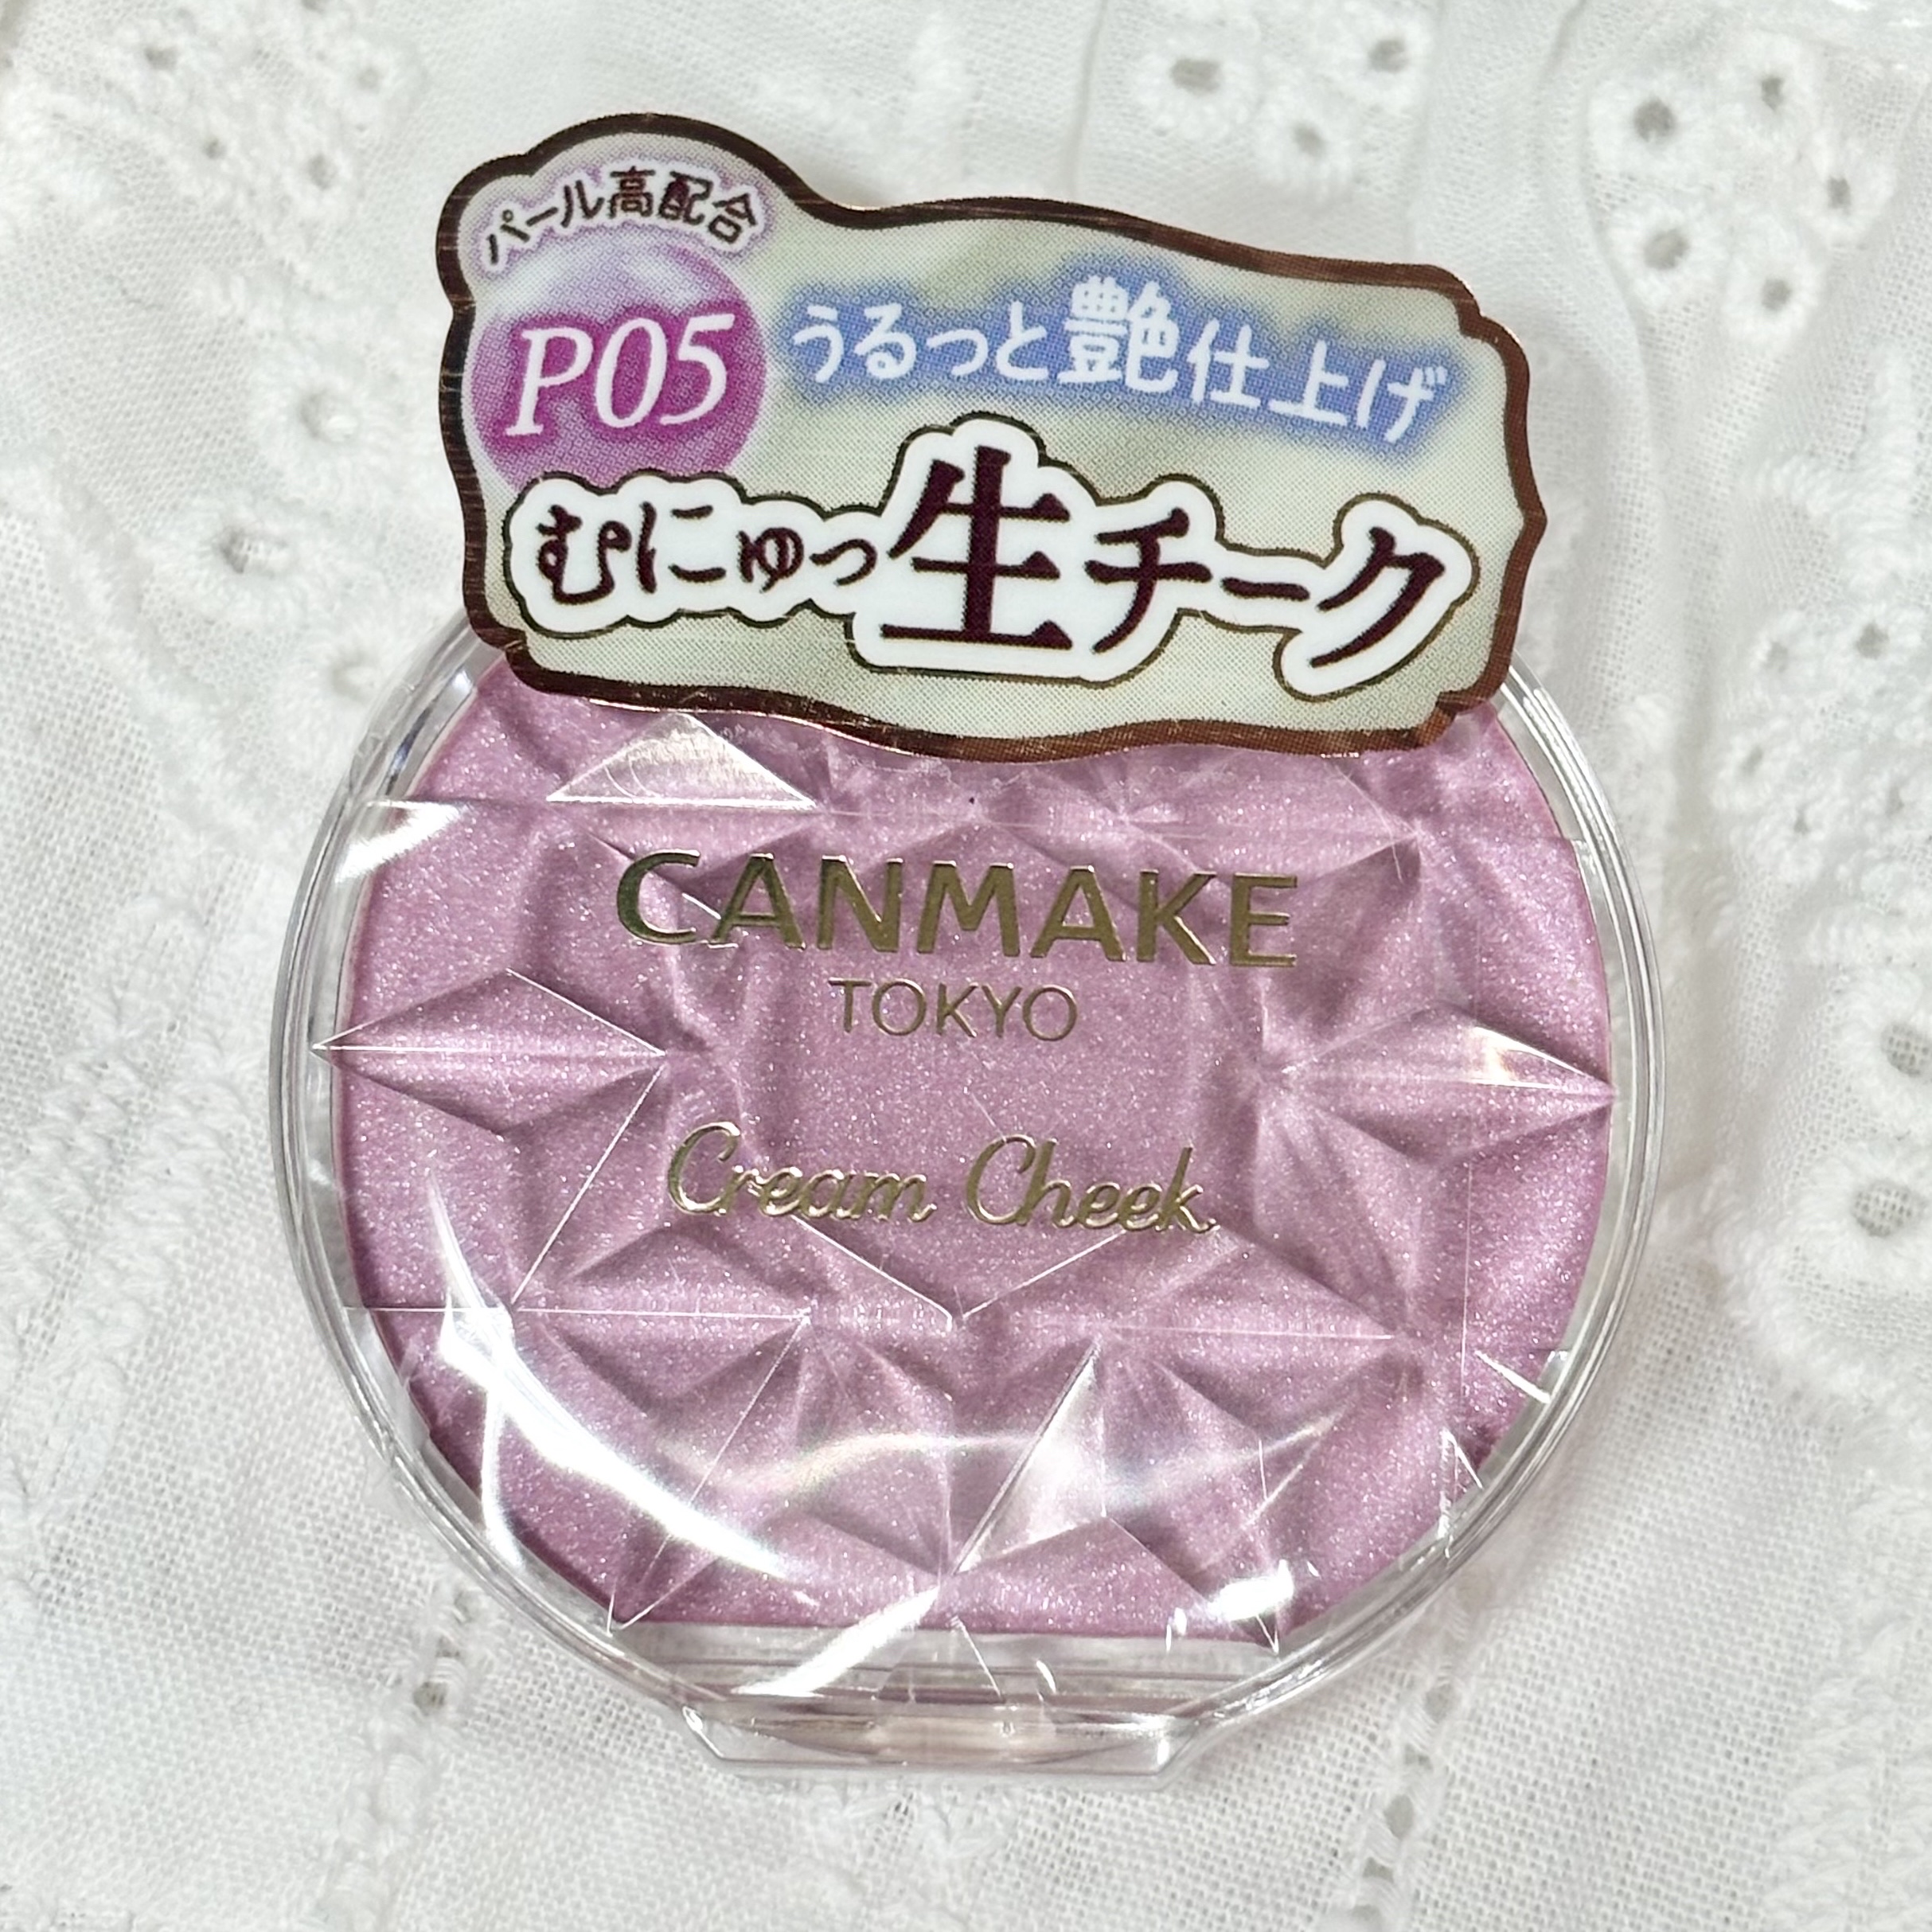 パール高配合
P05
うるっと艶仕上げ
むにゅっ生チーク
CANMAKE
TOKYO
Cream Cheek